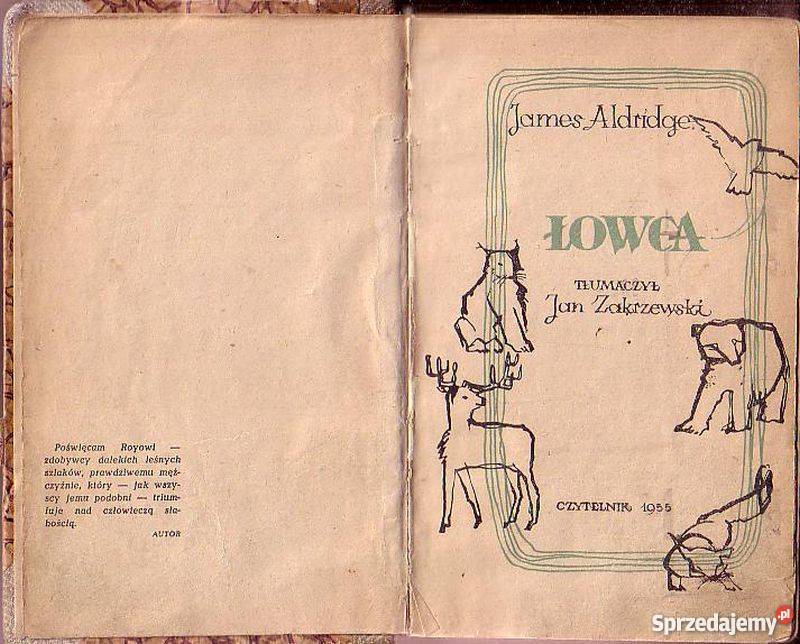 Poświęcam Royowi —
zdobywcy dalekich leśnych
szlaków, prawdziwemu męż-
czyźnie, który — jak wszy-
scy jemu podobni — trium-
fuje nad człowieczą sła-
bością.
AUTOR
James Aldridge
ŁOWCA
TŁUMACZYŁ
Jan Zakrzewski
CZYTELNIK 1955
Sprzedajemy.pl